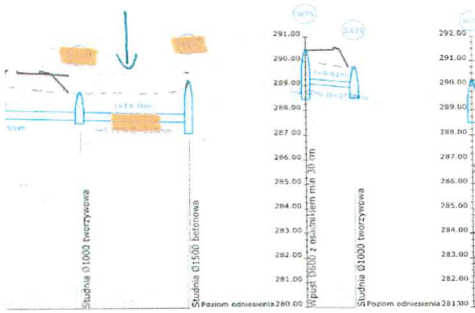 W75
S121
291.00
290.00
289.00
288.00
287.00
286.00
285.00
284.00
283.00
282.00
281.00
Poziom odniesienia 280.00
Studnia Ø1000 tworzywowa
Studnia Ø1500 betonowa
Wpust D600 z osadnikiem min 30 cm
Studnia Ø1000 tworzywowa
292.00
291.00
290.00
289.00
288.00
287.00
286.00
285.00
284.00
283.00
282.00
Poziom odniesienia 281.00